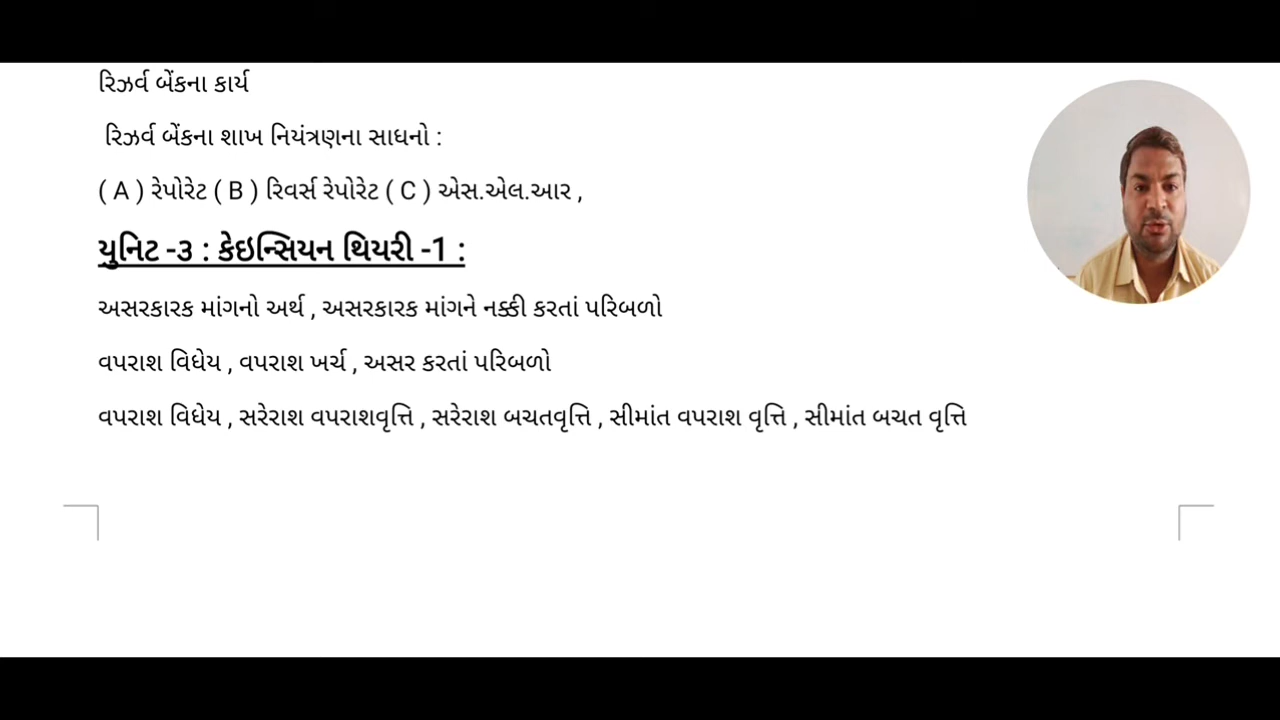 રિઝર્વ બેંકના કાર્ય
રિઝર્વ બેંકના શાખ નિયંત્રણના સાધનો :
( A ) રેપોરેટ ( B ) રિવર્સ રેપોરેટ ( C ) એસ.એલ.આર ,
યુનિટ -૩ : કેઇન્સિયન થિયરી -1 :
અસરકારક માંગનો અર્થ , અસરકારક માંગને નક્કી કરતાં પરિબળો
વપરાશ વિધેય , વપરાશ ખર્ચ , અસર કરતાં પરિબળો
વપરાશ વિધેય , સરેરાશ વપરાશવૃત્તિ , સરેરાશ બચતવૃત્તિ , સીમાંત વપરાશ વૃત્તિ , સીમાંત બચત વૃત્તિ